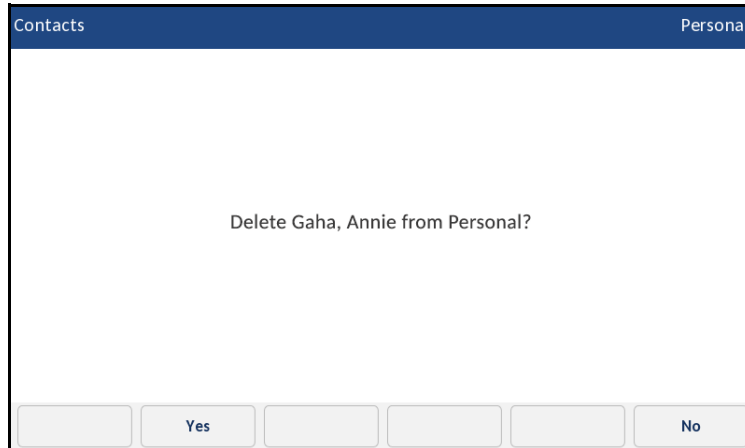 Contacts Persona
Delete Gaha, Annie from Personal?
Yes No